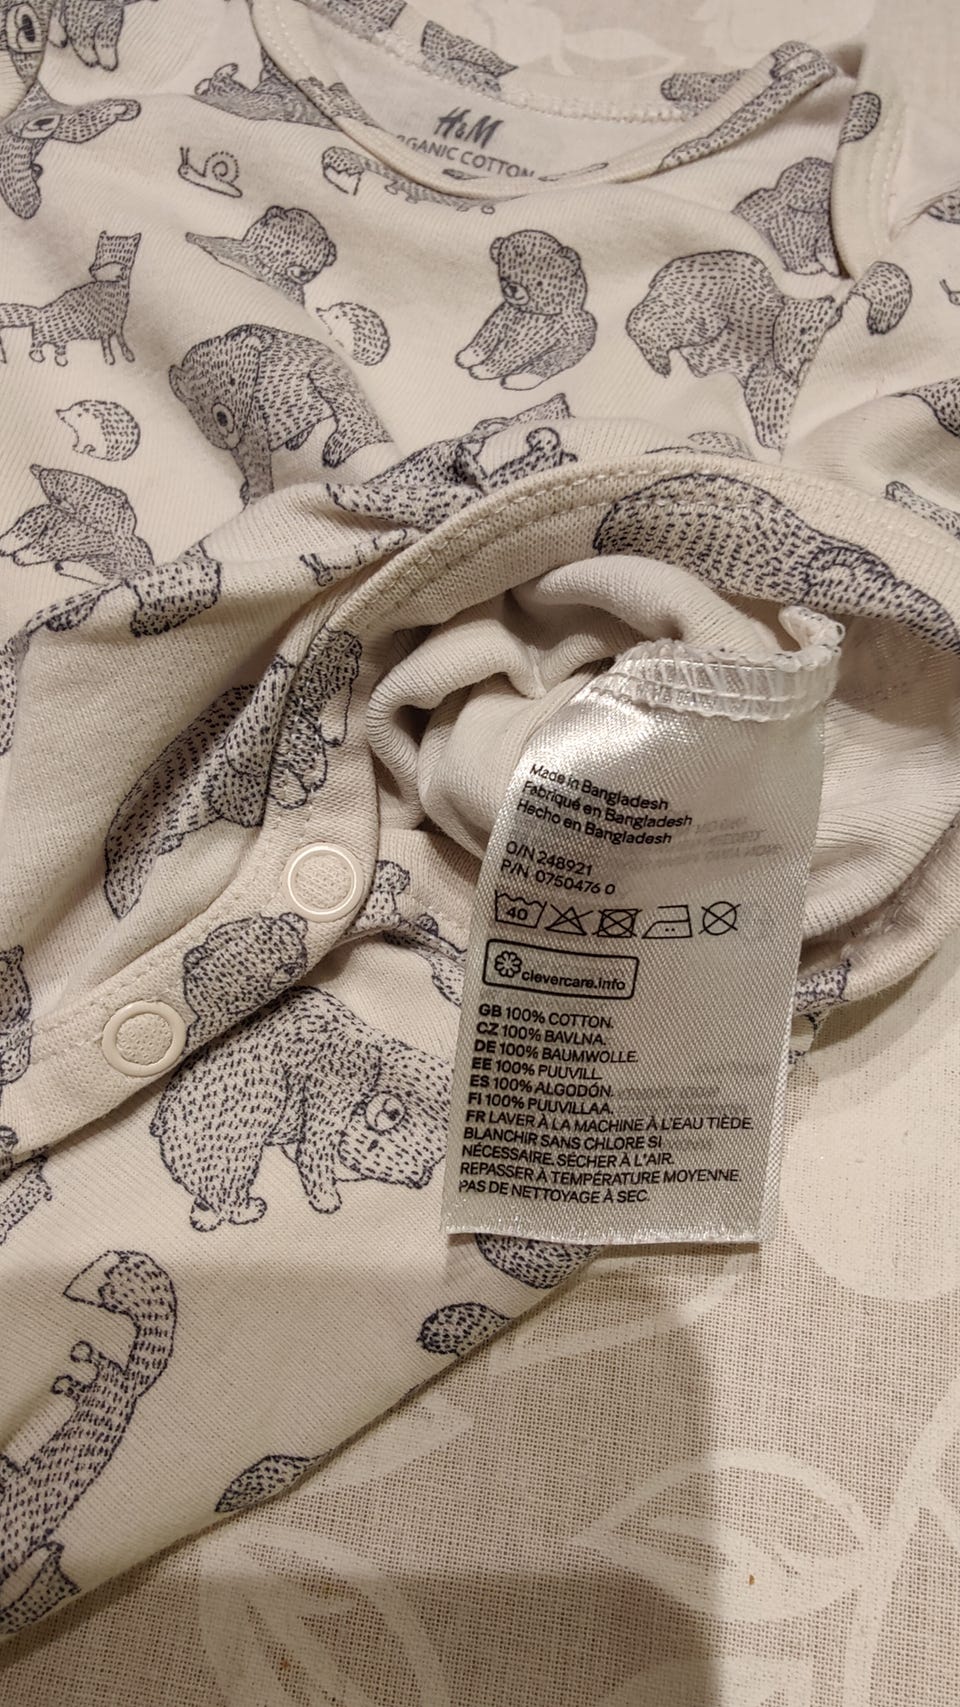 H&M
ORGANIC COTTON
Made in Bangladesh
Fabriqué en Bangladesh
Hecho en Bangladesh
O/N 248921
P/N 0750476 0
40
clevercare.info
GB 100% COTTON.
CZ 100% BAVLNA.
DE 100% BAUMWOLLE.
EE 100% PUUVILL.
ES 100% ALGODÓN.
FI 100% PUUVILLAA.
FR LAVER À LA MACHINE À L'EAU TIÈDE.
BLANCHIR SANS CHLORE SI
NÉCESSAIRE. SÉCHER À L'AIR.
REPASSER À TEMPÉRATURE MOYENNE.
PAS DE NETTOYAGE À SEC.